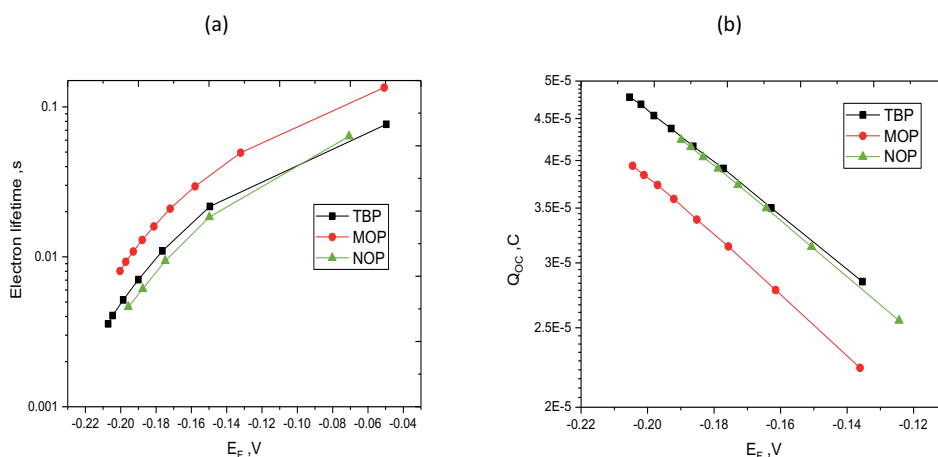 (a)
(b)
Electron lifetime ,s
0.1
0.01
0.001
TBP
MOP
NOP
-0.22 -0.20 -0.18 -0.16 -0.14 -0.12 -0.10 -0.08 -0.06 -0.04
E_F ,V
Q_OC ,C
5E-5
4.5E-5
4E-5
3.5E-5
3E-5
2.5E-5
2E-5
TBP
MOP
NOP
-0.22 -0.20 -0.18 -0.16 -0.14 -0.12
E_F ,V